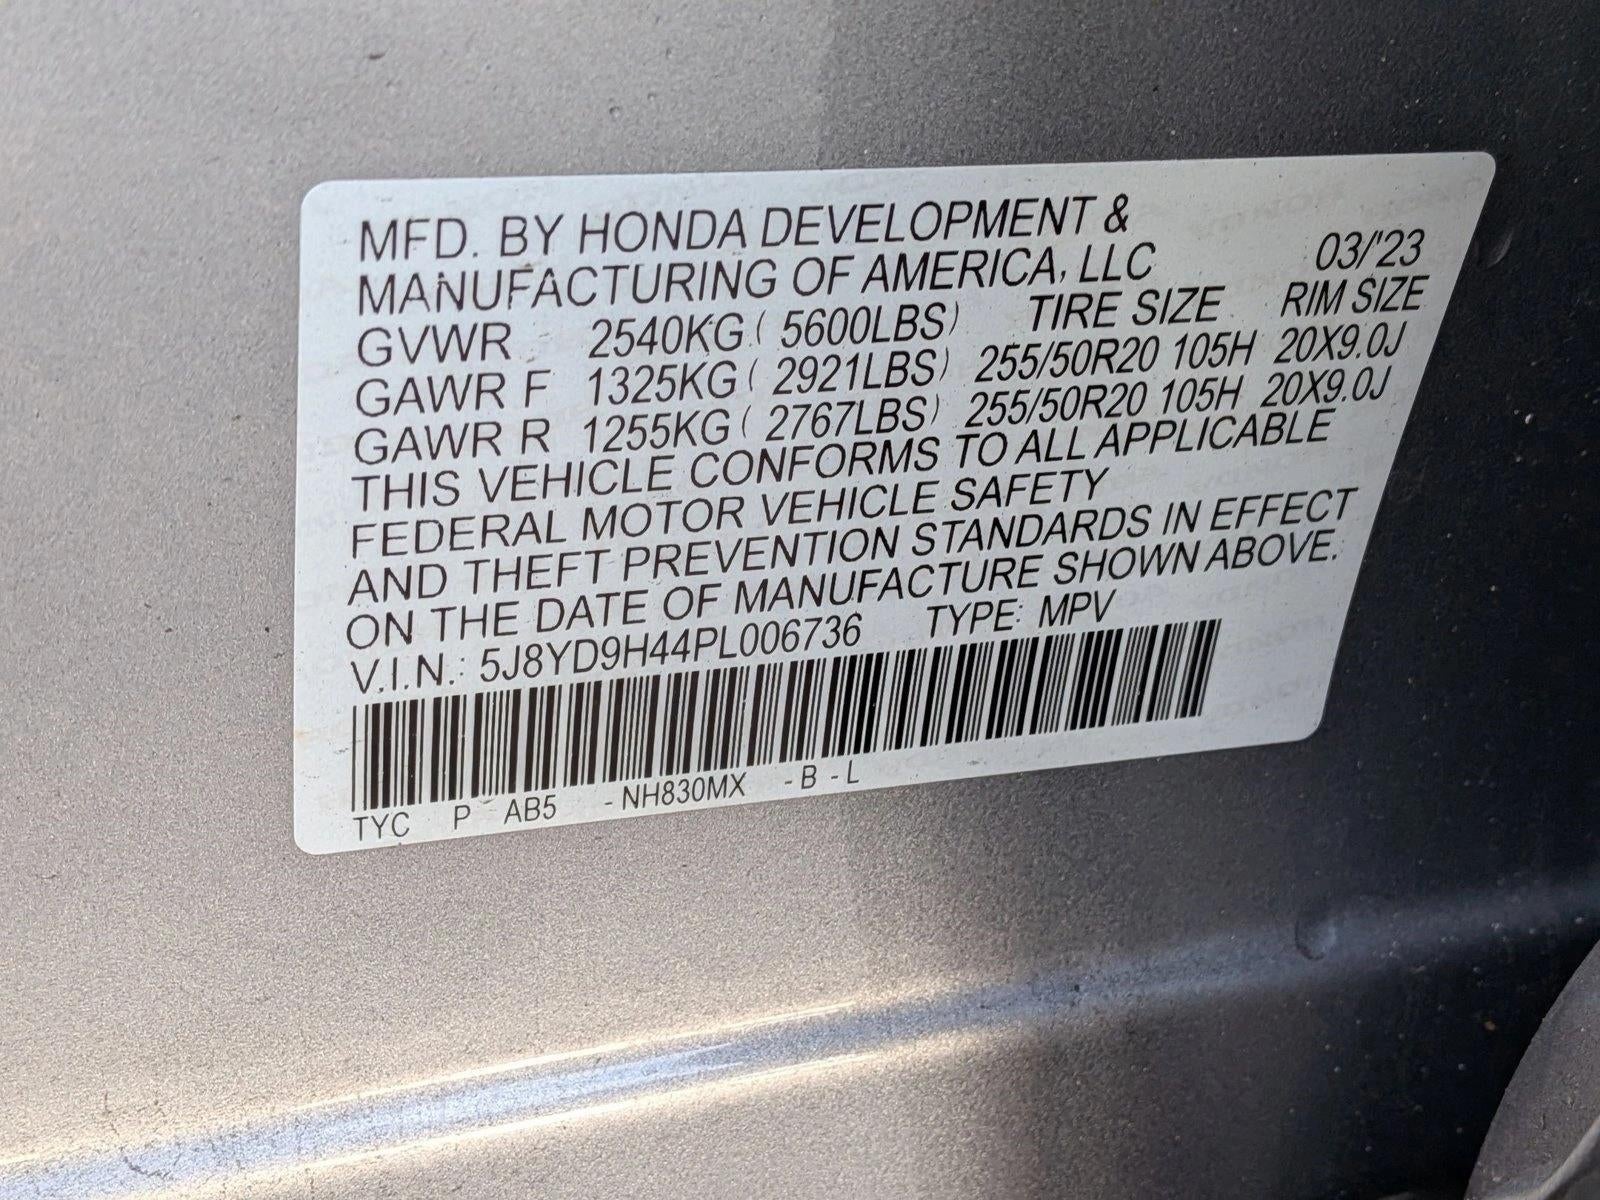 MFD. BY HONDA DEVELOPMENT &
MANUFACTURING OF AMERICA, LLC 03/'23
GVWR 2540KG ( 5600LBS) TIRE SIZE RIM SIZE
GAWR F 1325KG ( 2921LBS) 255/50R20 105H 20X9.0J
GAWR R 1255KG ( 2767LBS) 255/50R20 105H 20X9.0J
THIS VEHICLE CONFORMS TO ALL APPLICABLE
FEDERAL MOTOR VEHICLE SAFETY
AND THEFT PREVENTION STANDARDS IN EFFECT
ON THE DATE OF MANUFACTURE SHOWN ABOVE.
V.I.N.: 5J8YD9H44PL006736 TYPE: MPV
TYC P AB5 -NH830MX -B -L